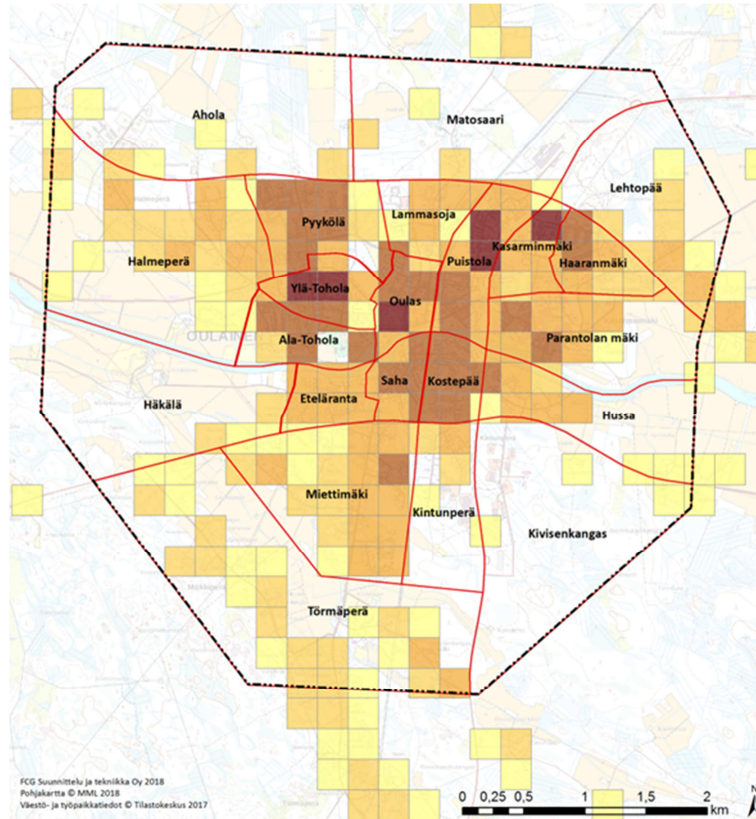 Ahola
Matosaari
Lehtopää
Lammasoja
Pyykölä
Kasarminmäki
Halmeperä
Puistola
Haaranmäki
Ylä-Tohola
Oulas
OULAINEN
Ala-Tohola
Parantolan mäki
Saha
Kostepää
Eteläranta
Häkälä
Hussa
Miettimäki
Kintunperä
Kivisenkangas
Törmäperä
FCG Suunnittelu ja tekniikka Oy 2018
Pohjakartta © MML 2018
Väestö- ja työpaikkatiedot © Tilastokeskus 2017
0 0,25 0,5 1 1,5 2
km